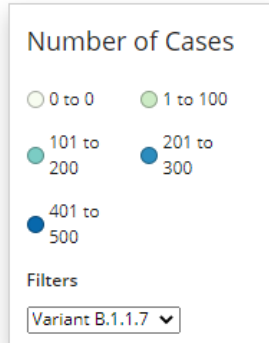 Number of Cases
0 to 0
1 to 100
101 to
200
201 to
300
401 to
500
Filters
Variant B.1.1.7